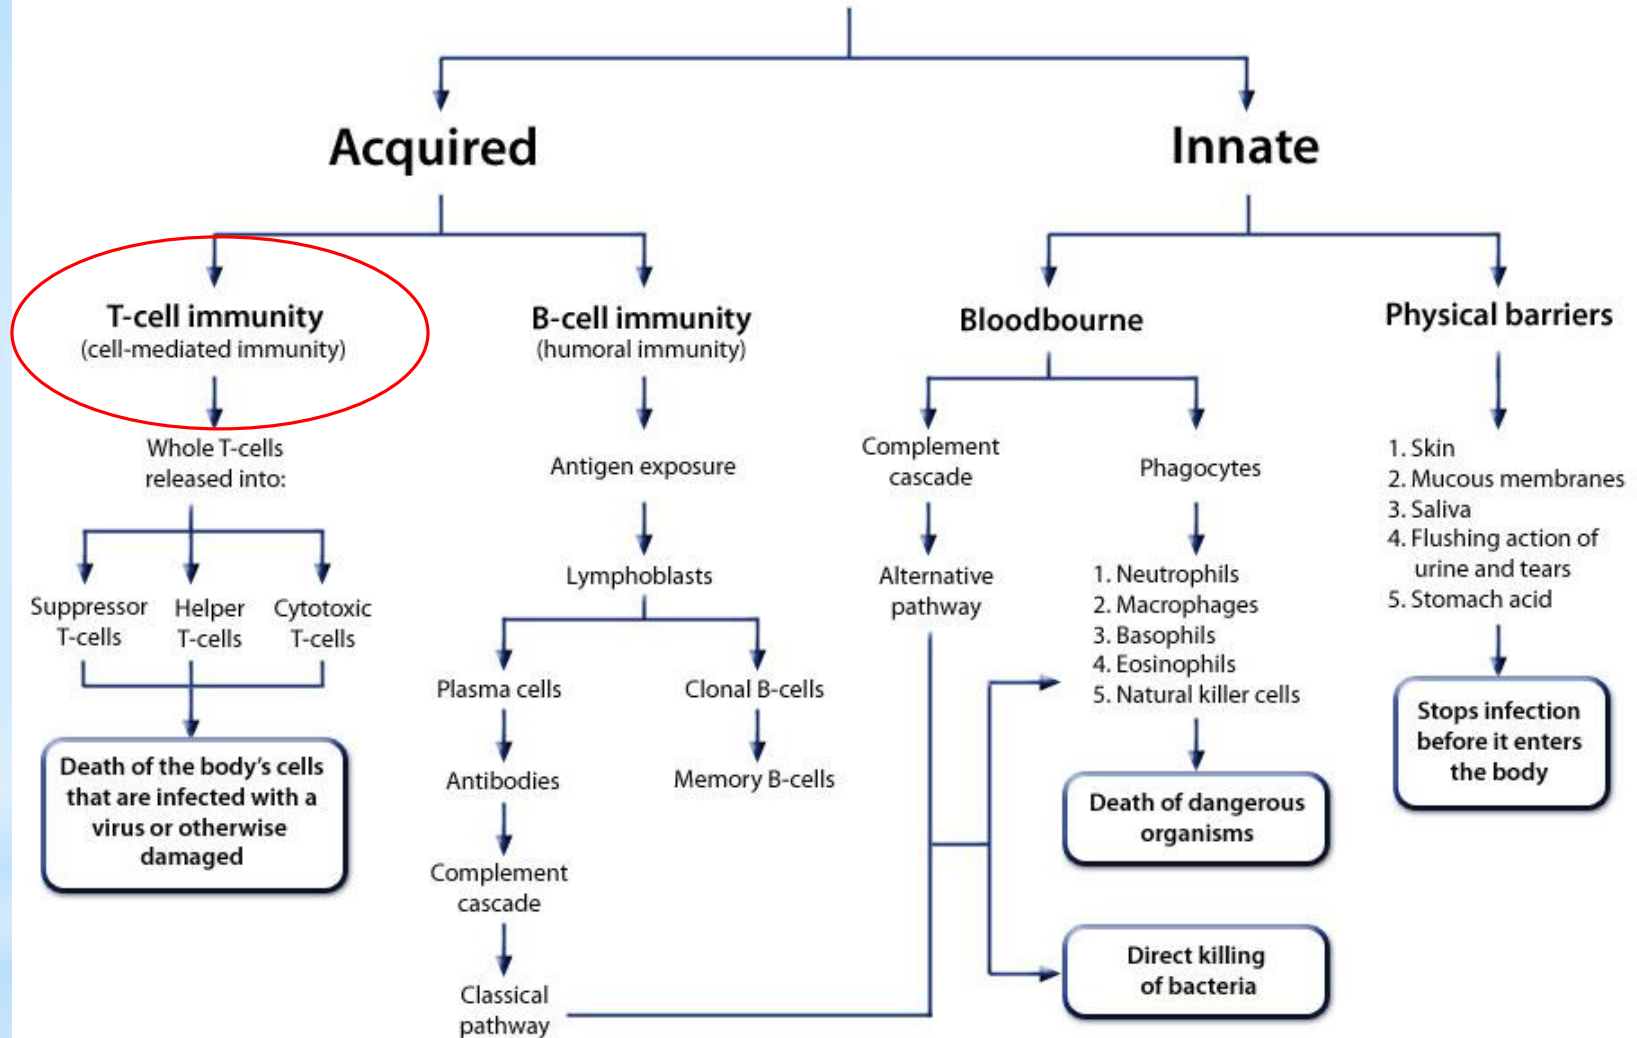 Acquired
Innate
T-cell immunity
(cell-mediated immunity)
B-cell immunity
(humoral immunity)
Bloodbourne
Physical barriers
Whole T-cells
released into:
Suppressor
T-cells
Helper
T-cells
Cytotoxic
T-cells
Death of the body's cells
that are infected with a
virus or otherwise
damaged
Antigen exposure
Lymphoblasts
Plasma cells
Clonal B-cells
Antibodies
Memory B-cells
Complement
cascade
Classical
pathway
Complement
cascade
Alternative
pathway
Phagocytes
1. Neutrophils
2. Macrophages
3. Basophils
4. Eosinophils
5. Natural killer cells
Death of dangerous
organisms
Direct killing
of bacteria
1. Skin
2. Mucous membranes
3. Saliva
4. Flushing action of
urine and tears
5. Stomach acid
Stops infection
before it enters
the body